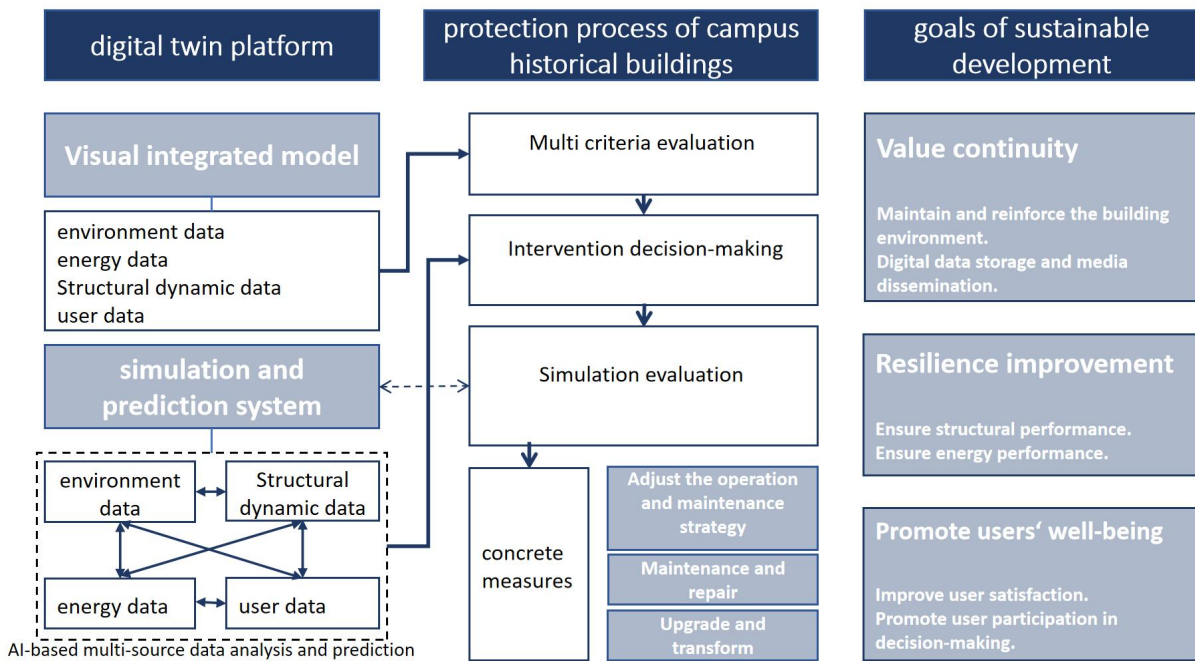 digital twin platform
Visual integrated model
environment data
energy data
Structural dynamic data
user data
simulation and
prediction system
environment
data
Structural
dynamic data
energy data
user data
AI-based multi-source data analysis and prediction
protection process of campus
historical buildings
Multi criteria evaluation
Intervention decision-making
Simulation evaluation
concrete
measures
Adjust the operation
and maintenance
strategy
Maintenance and
repair
Upgrade and
transform
goals of sustainable
development
Value continuity
Maintain and reinforce the building
environment.
Digital data storage and media
dissemination.
Resilience improvement
Ensure structural performance.
Ensure energy performance.
Promote users‘ well-being
Improve user satisfaction.
Promote user participation in
decision-making.